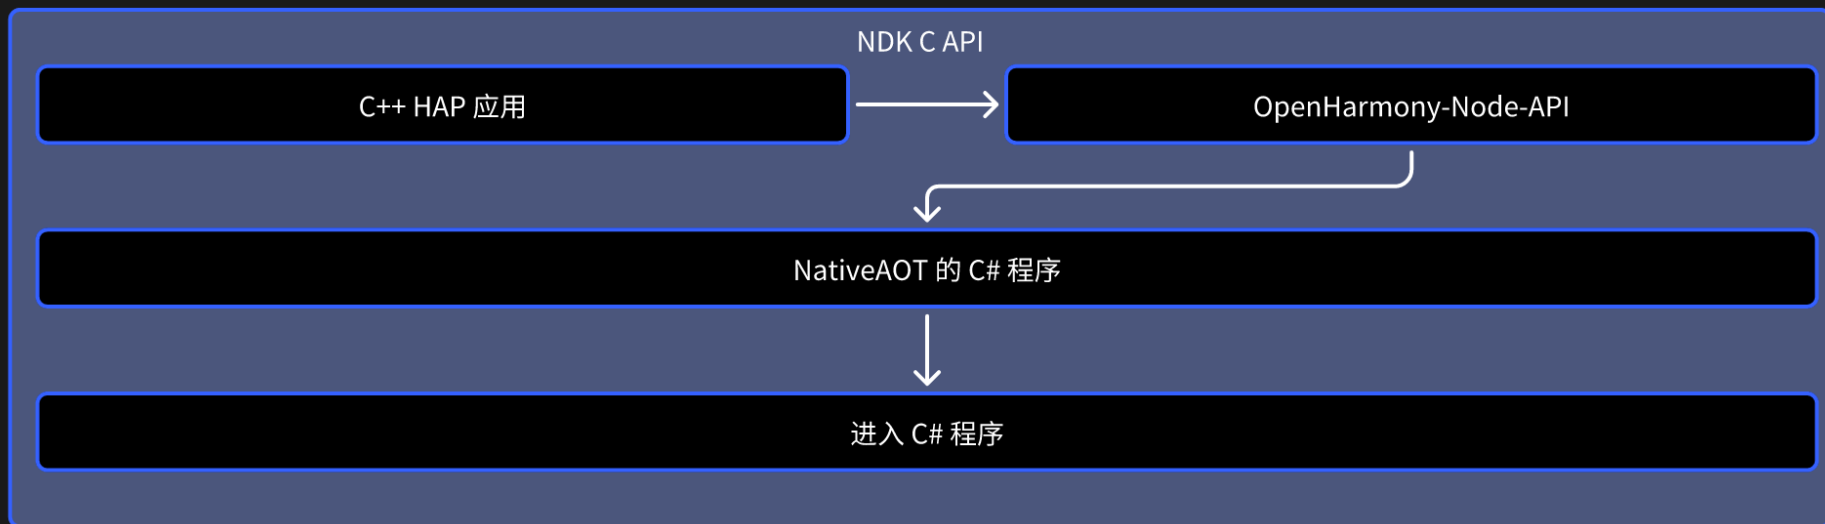 NDK C API
C++ HAP 应用
OpenHarmony-Node-API
NativeAOT 的 C# 程序
进入 C# 程序